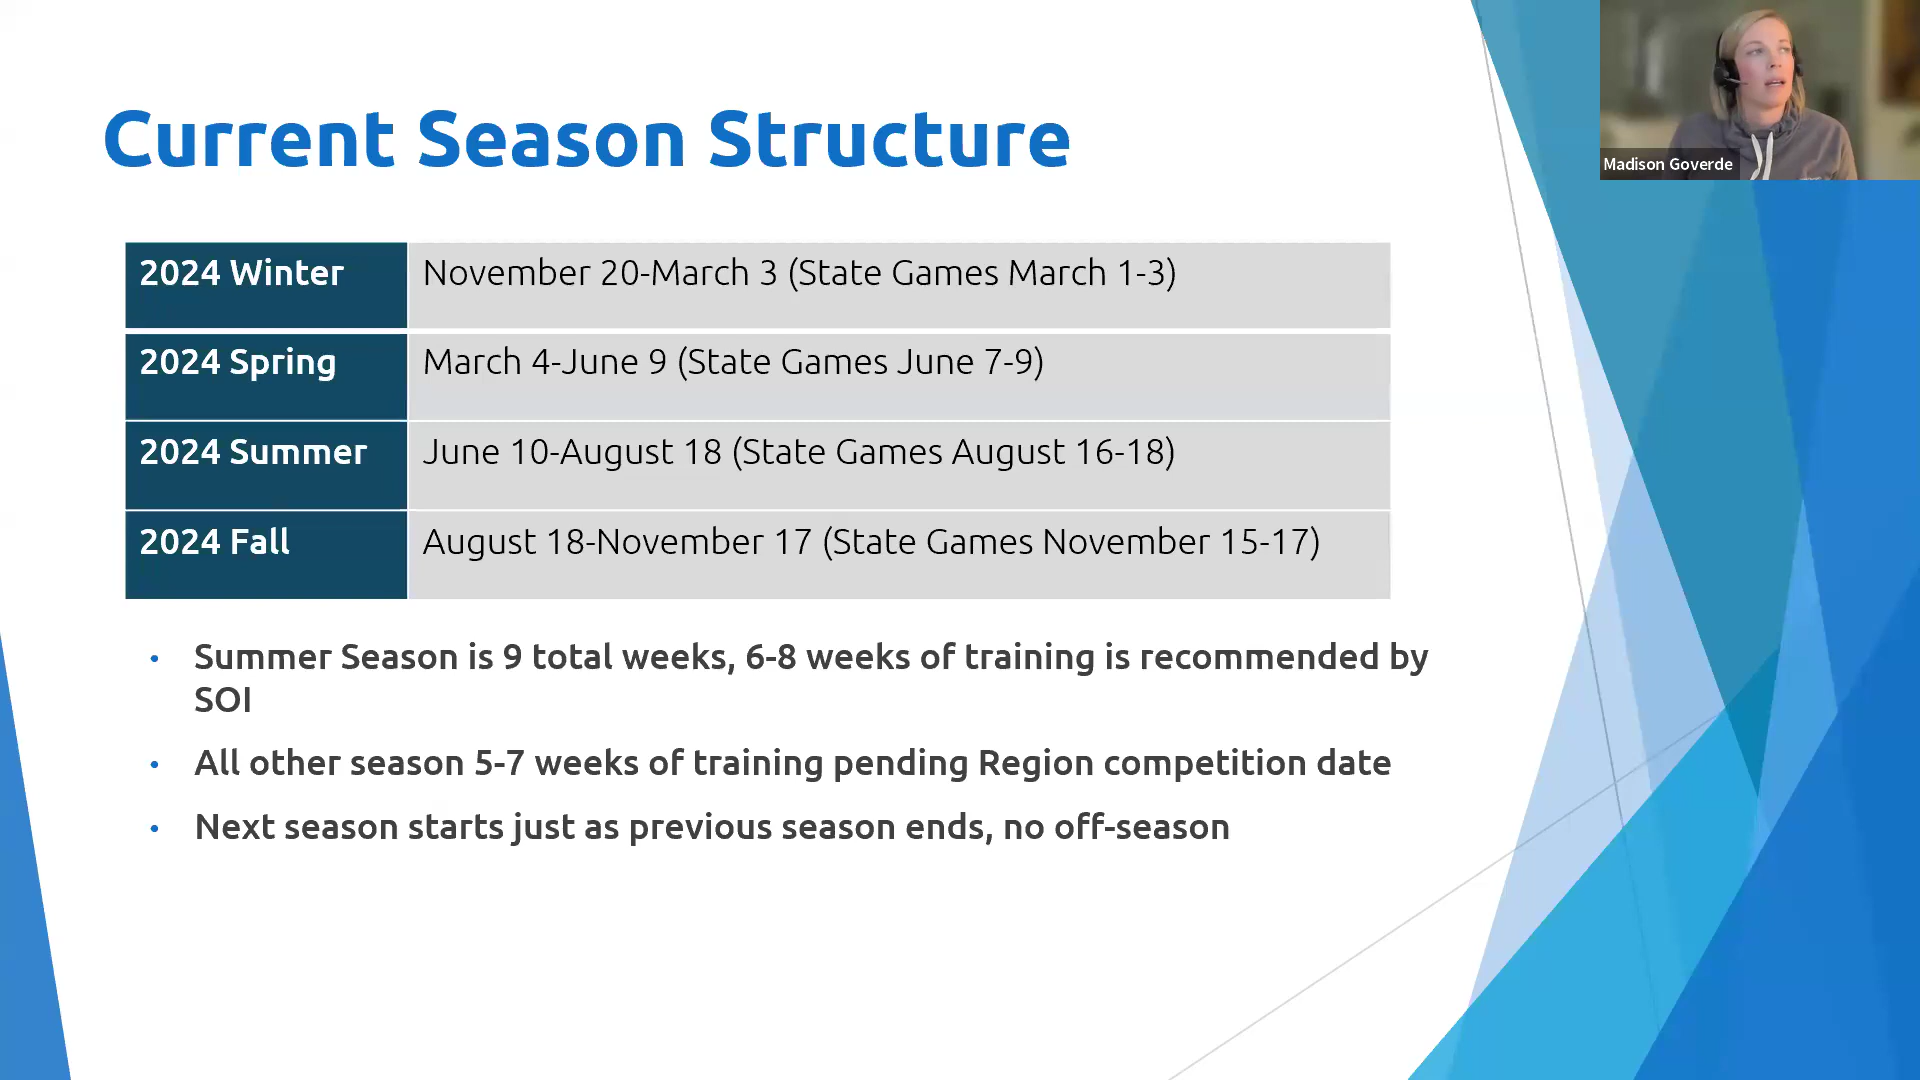 Current Season Structure
2024 Winter November 20-March 3 (State Games March 1-3)
2024 Spring March 4-June 9 (State Games June 7-9)
2024 Summer June 10-August 18 (State Games August 16-18)
2024 Fall August 18-November 17 (State Games November 15-17)
• Summer Season is 9 total weeks, 6-8 weeks of training is recommended by
SOI
• All other season 5-7 weeks of training pending Region competition date
• Next season starts just as previous season ends, no off-season
Madison Goverde